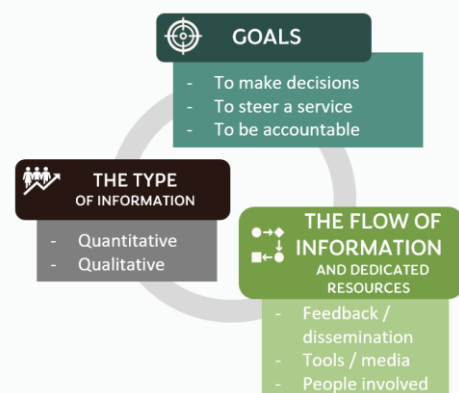 GOALS
- To make decisions
- To steer a service
- To be accountable
THE TYPE
OF INFORMATION
- Quantitative
- Qualitative
THE FLOW OF
INFORMATION
AND DEDICATED
RESOURCES
- Feedback /
dissemination
- Tools / media
- People involved